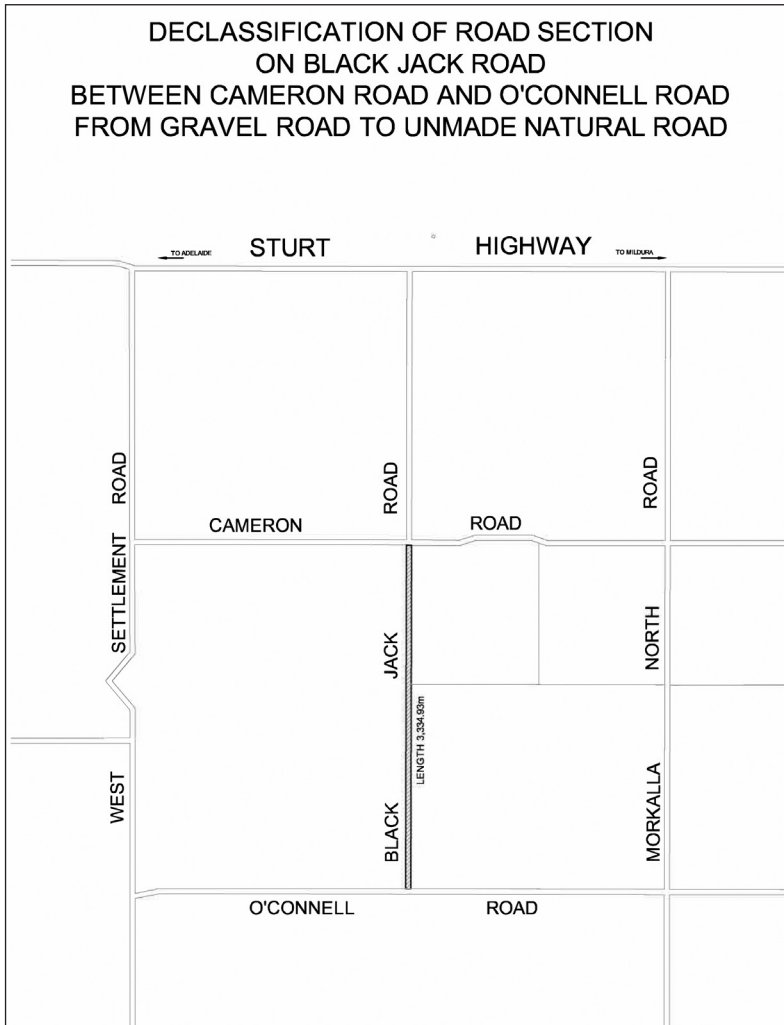 DECLASSIFICATION OF ROAD SECTION
ON BLACK JACK ROAD
BETWEEN CAMERON ROAD AND O'CONNELL ROAD
FROM GRAVEL ROAD TO UNMADE NATURAL ROAD
TO ADELAIDE
STURT HIGHWAY
TO MILDURA
WEST SETTLEMENT ROAD
BLACK JACK ROAD
MORKALLA NORTH ROAD
CAMERON ROAD
LENGTH 3,334.93m
O'CONNELL ROAD